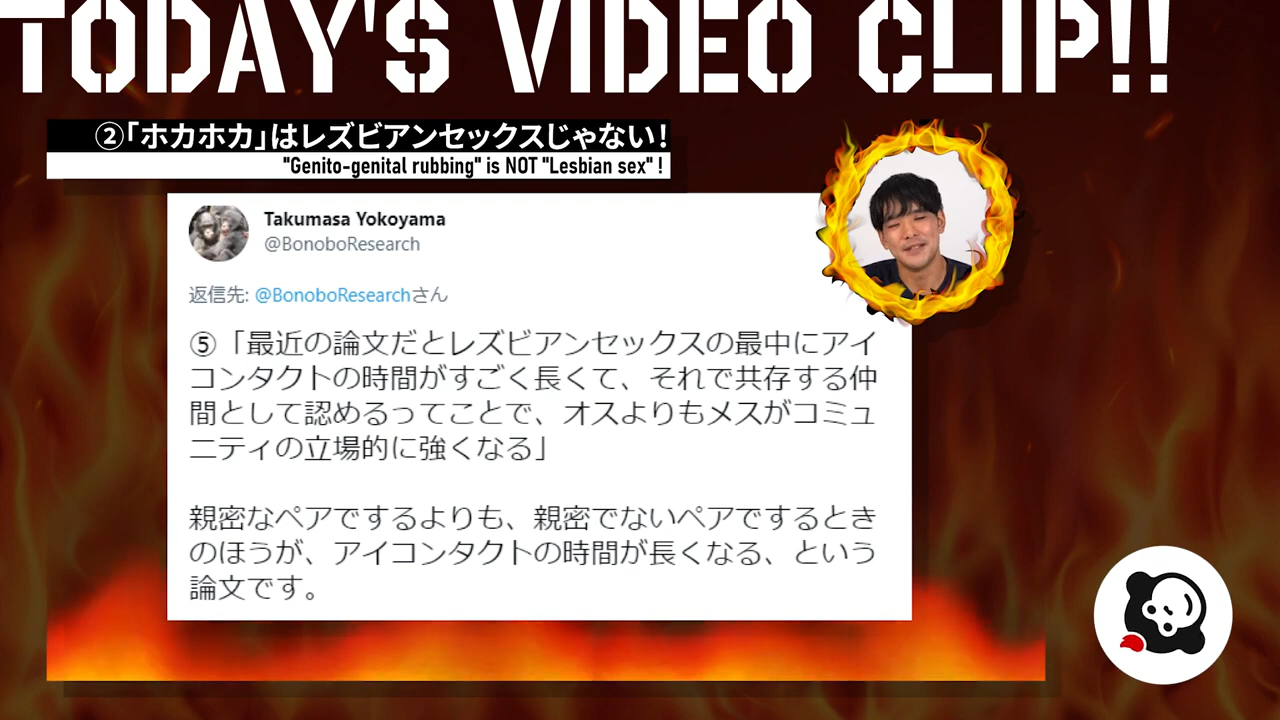 TODAY'S VIDEO CLIP!!
②「ホカホカ」はレズビアンセックスじゃない!
"Genito-genital rubbing" is NOT "Lesbian sex" !
Takumasa Yokoyama
@BonoboResearch
返信先: @BonoboResearchさん
⑤「最近の論文だとレズビアンセックスの最中にアイ
コンタクトの時間がすごく長くて、それで共存する仲
間として認めるってことで、オスよりもメスがコミュ
ニティの立場的に強くなる」
親密なペアでするよりも、親密でないペアでするとき
のほうが、アイコンタクトの時間が長くなる、という
論文です。